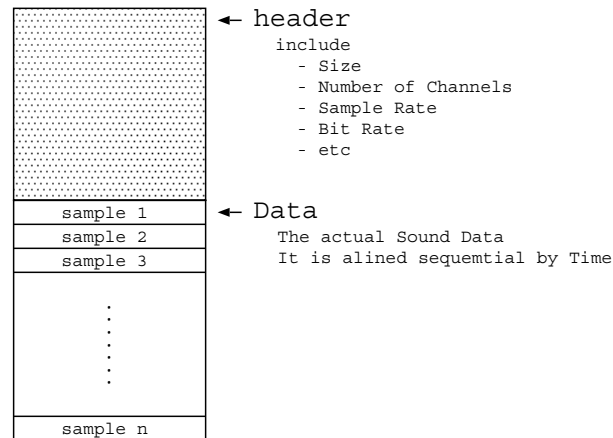 header
include
- Size
- Number of Channels
- Sample Rate
- Bit Rate
- etc
sample 1
Data
sample 2
The actual Sound Data
sample 3
It is alined sequemtial by Time
sample n